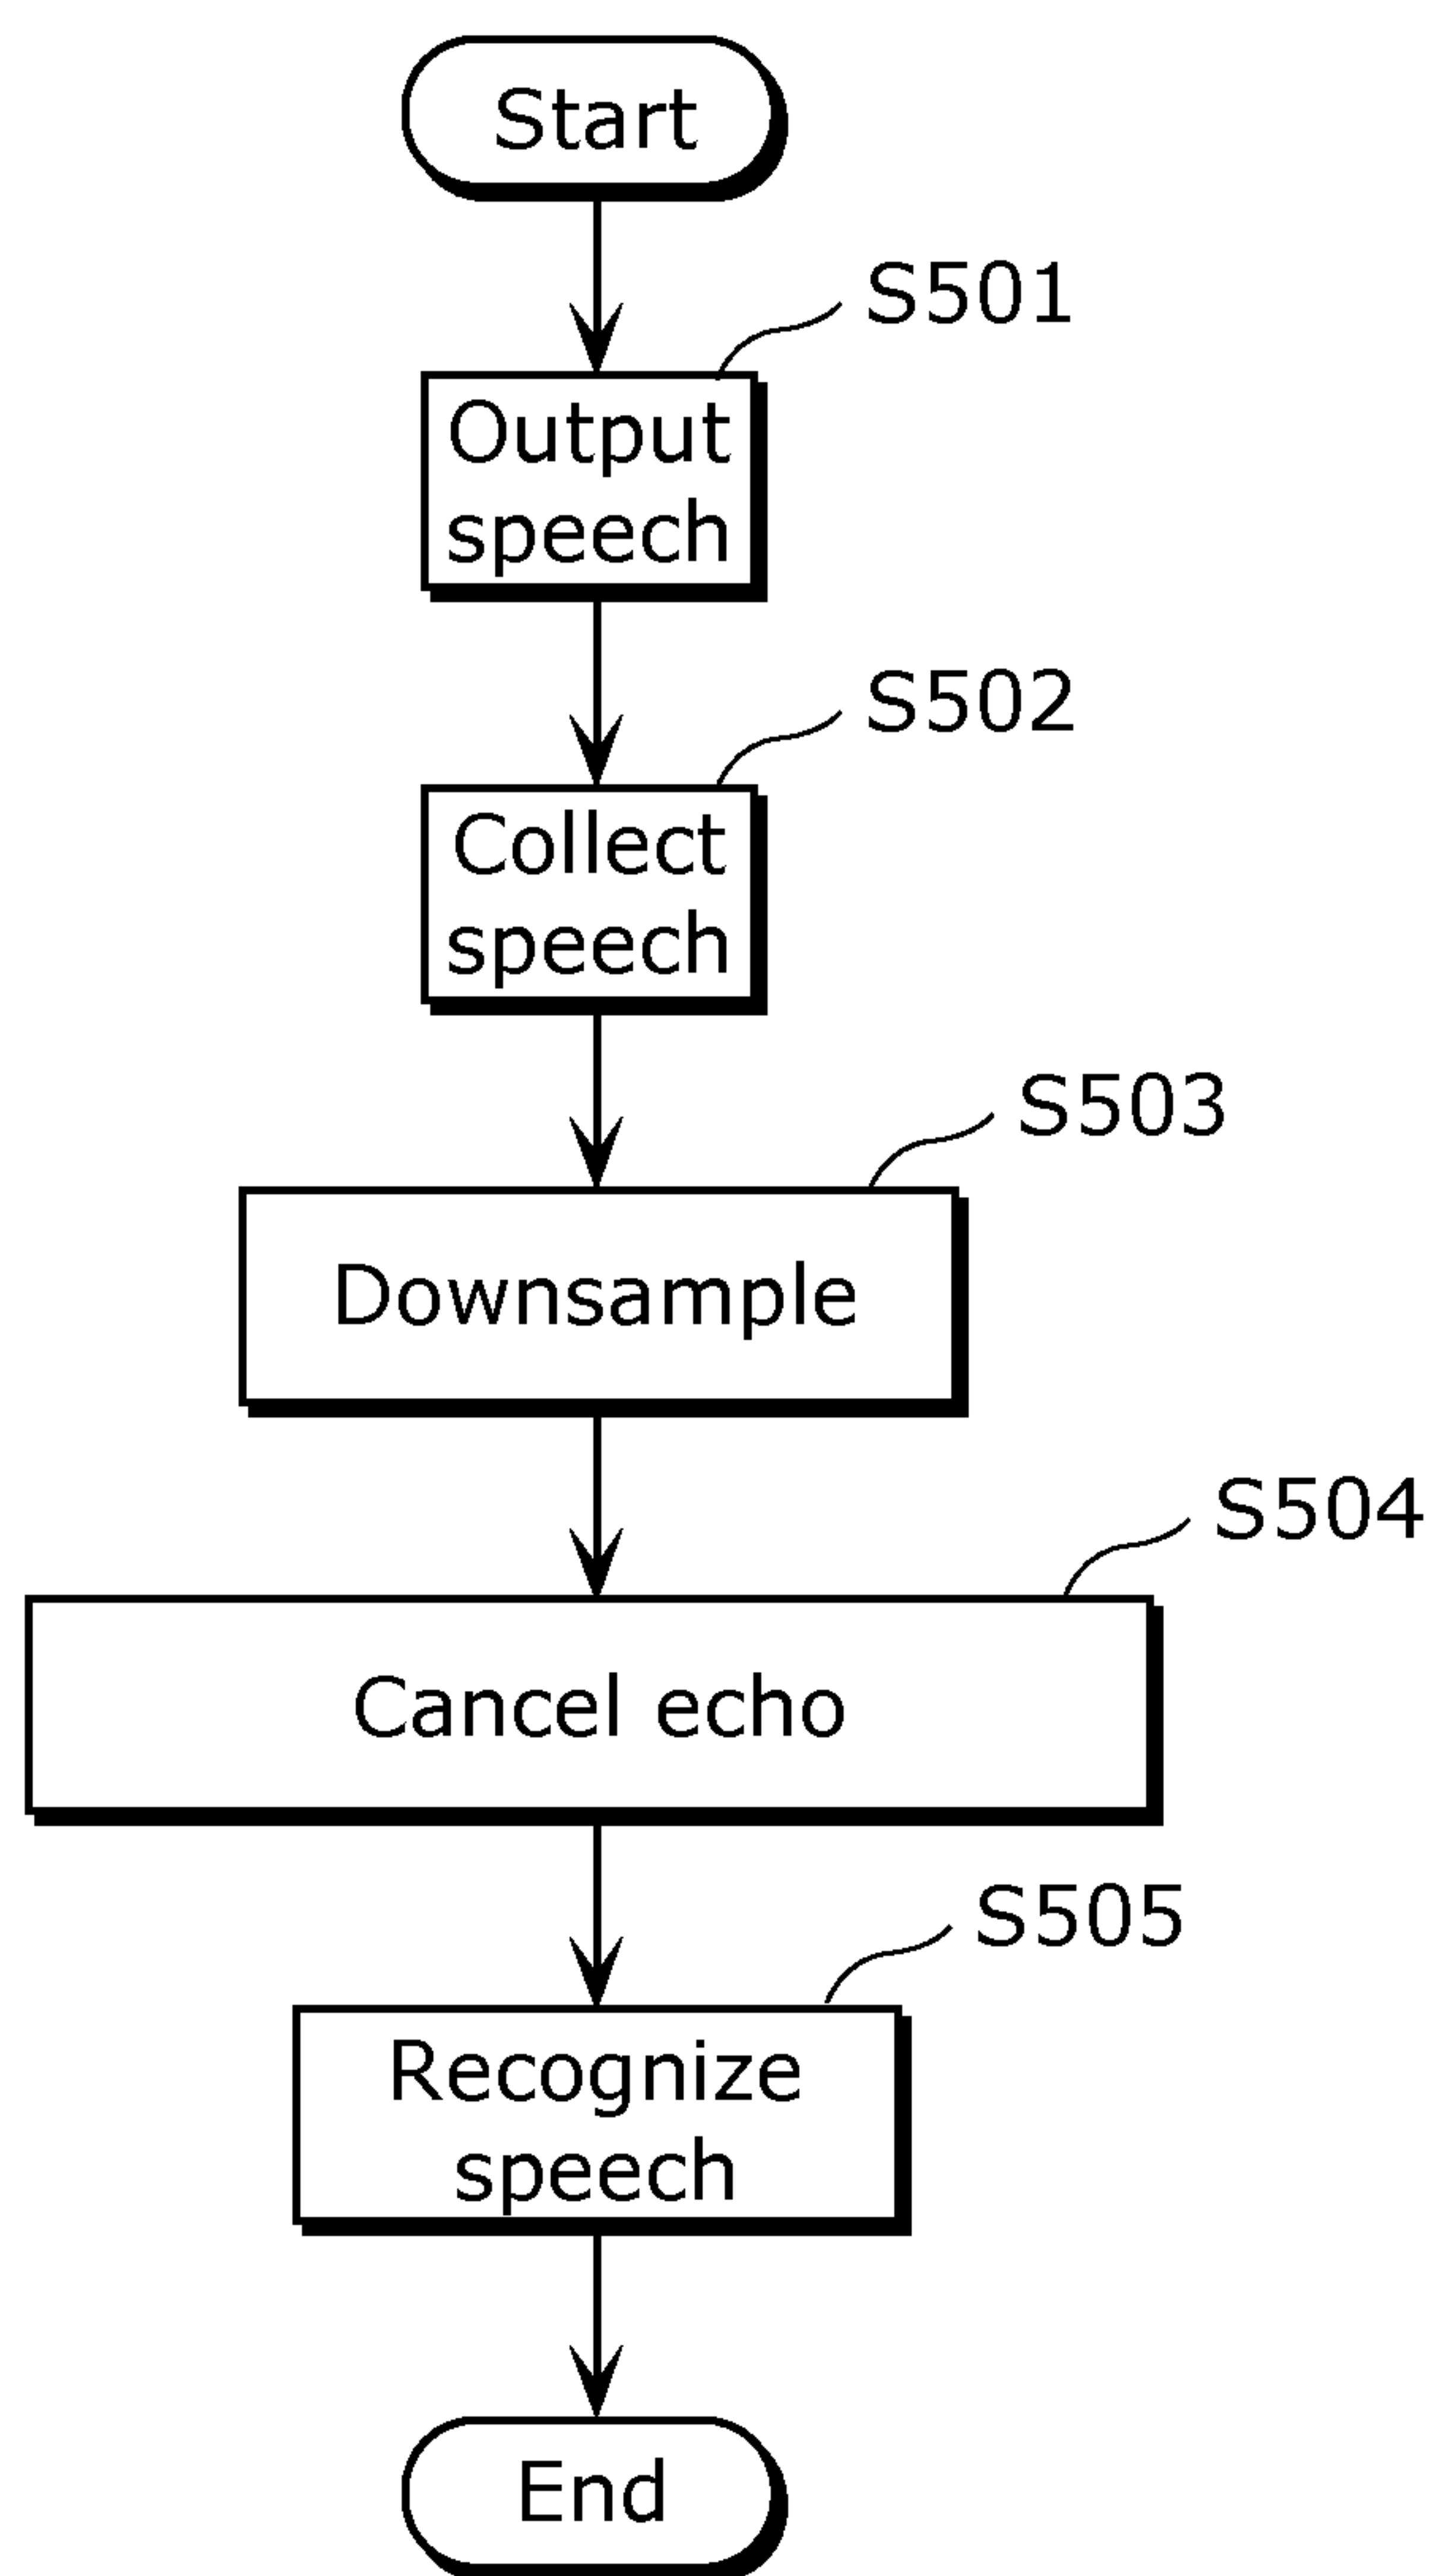 Start
S501
Output
speech
S502
Collect
speech
S503
Downsample
S504
Cancel echo
S505
Recognize
speech
End